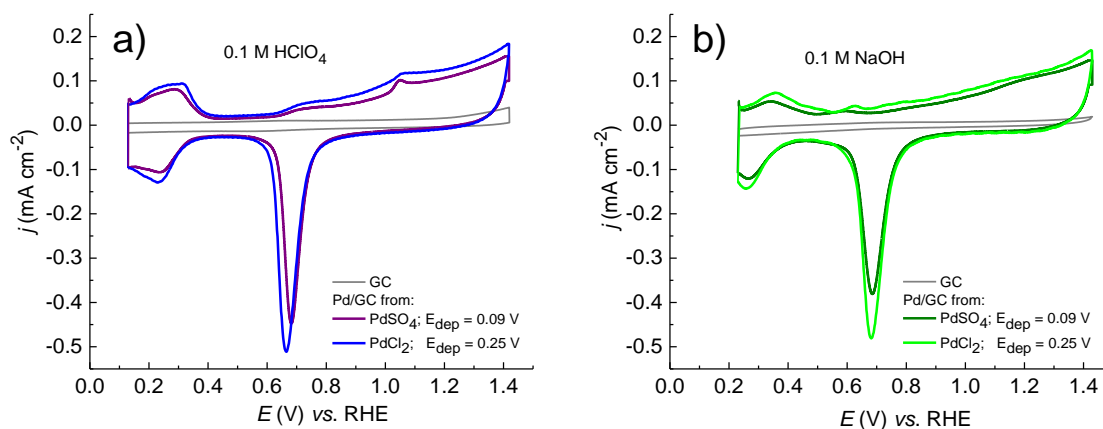 a)
0.1 M HClO₄
0.2
0.1
0.0
-0.1
-0.2
-0.3
-0.4
-0.5
j (mA cm⁻²)
GC
Pd/GC from:
PdSO₄; E_dep = 0.09 V
PdCl₂; E_dep = 0.25 V
0.0 0.2 0.4 0.6 0.8 1.0 1.2 1.4
E (V) vs. RHE
b)
0.1 M NaOH
0.2
0.1
0.0
-0.1
-0.2
-0.3
-0.4
-0.5
j (mA cm⁻²)
GC
Pd/GC from:
PdSO₄; E_dep = 0.09 V
PdCl₂; E_dep = 0.25 V
0.0 0.2 0.4 0.6 0.8 1.0 1.2 1.4
E (V) vs. RHE